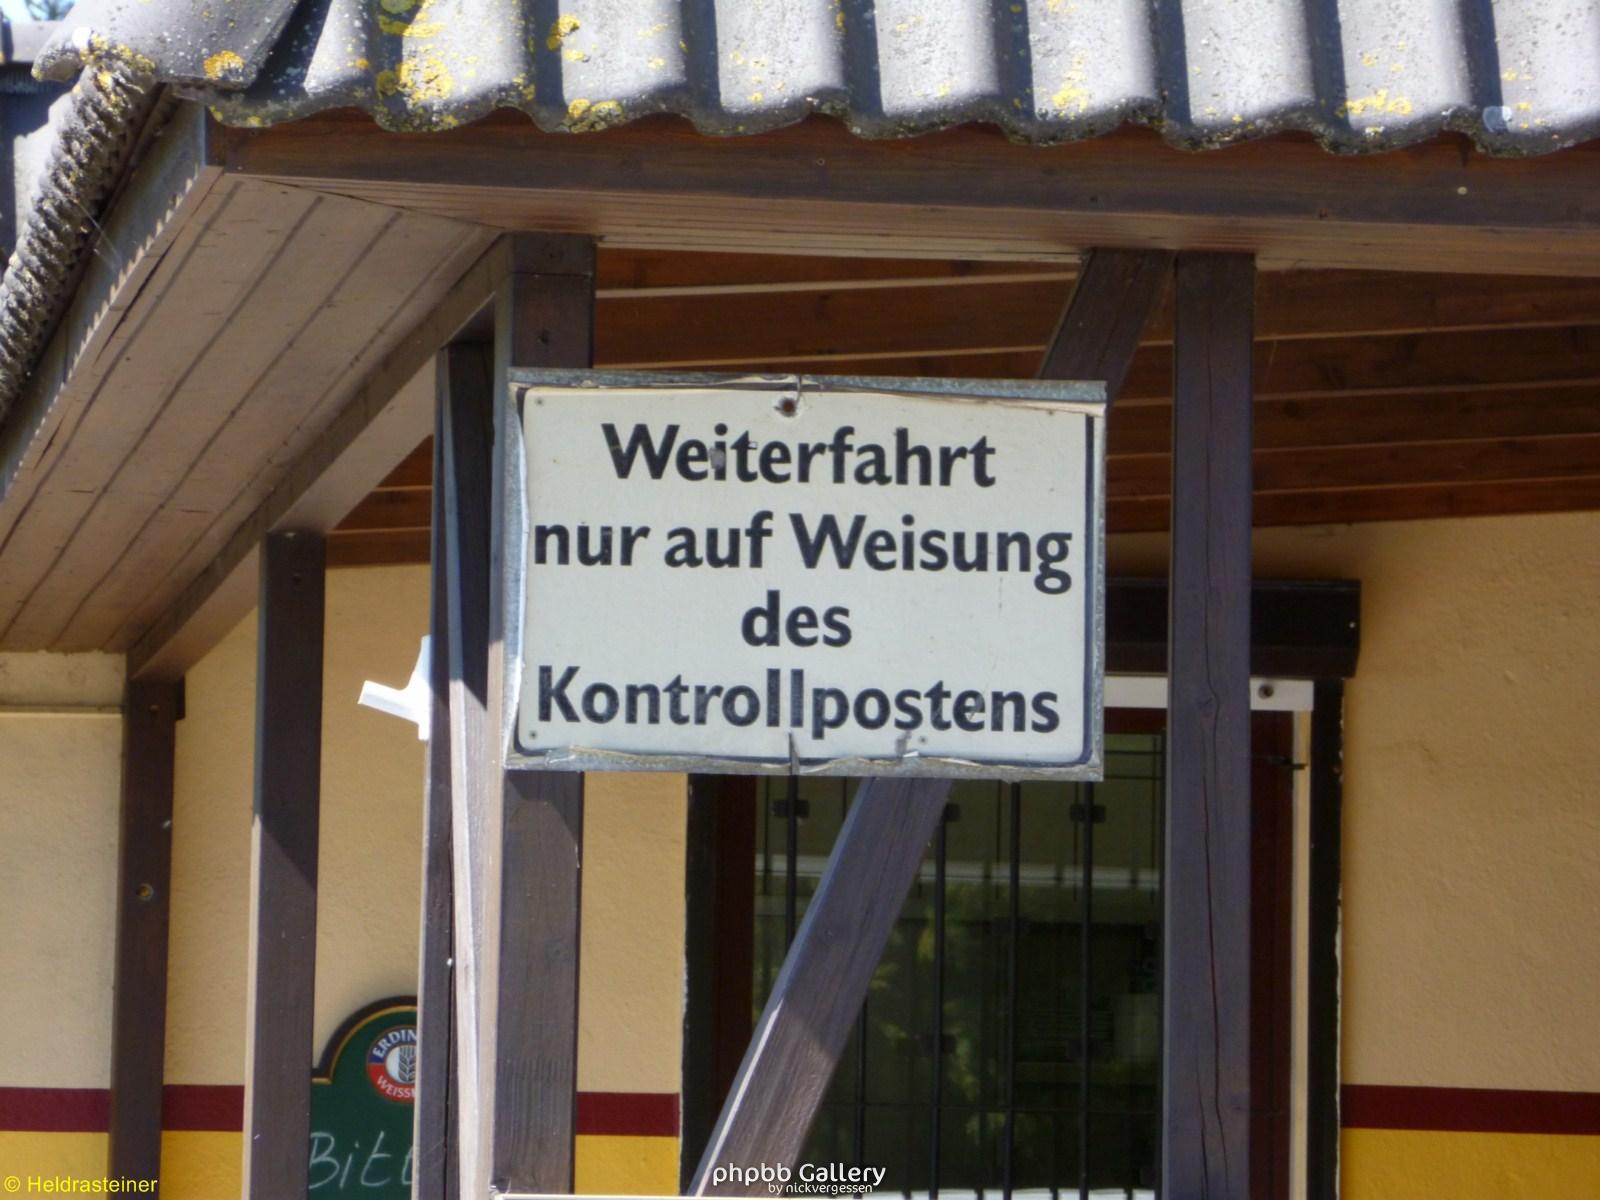 Weiterfahrt
nur auf Weisung
des
Kontrollpostens
phpbb Gallery
by nickvergessen
© Heldrasteiner